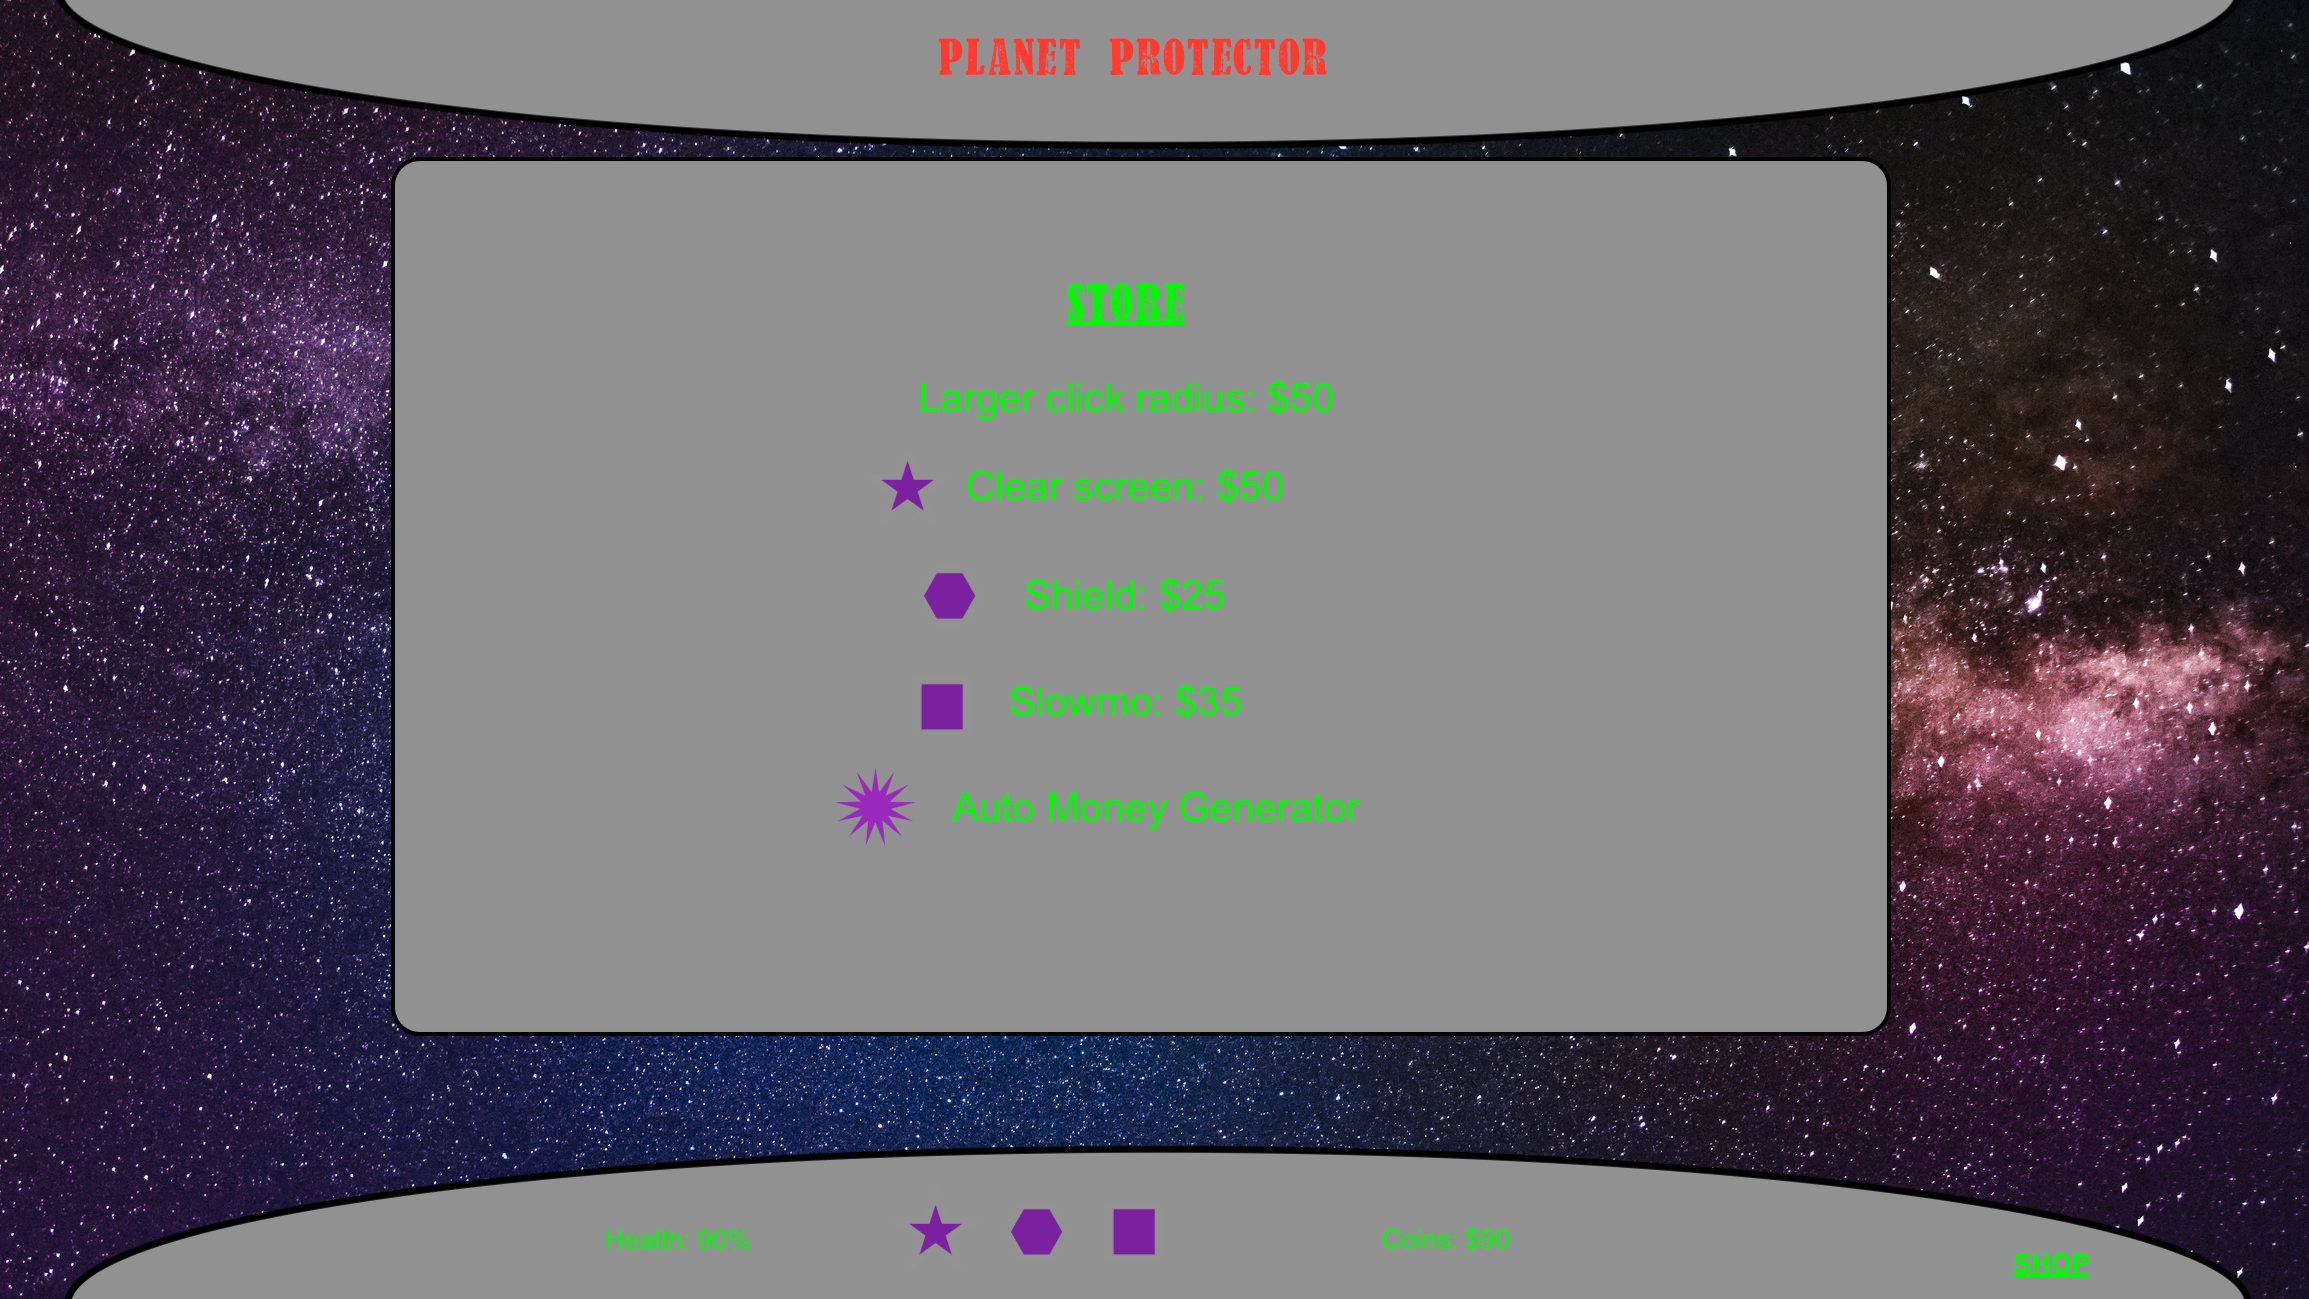 PLANET PROTECTOR
STORE
Larger click radius: $50
Clear screen: $50
Shield: $25
Slowmo: $35
Auto Money Generator
Health: 90%
Coins: $90
SHOP